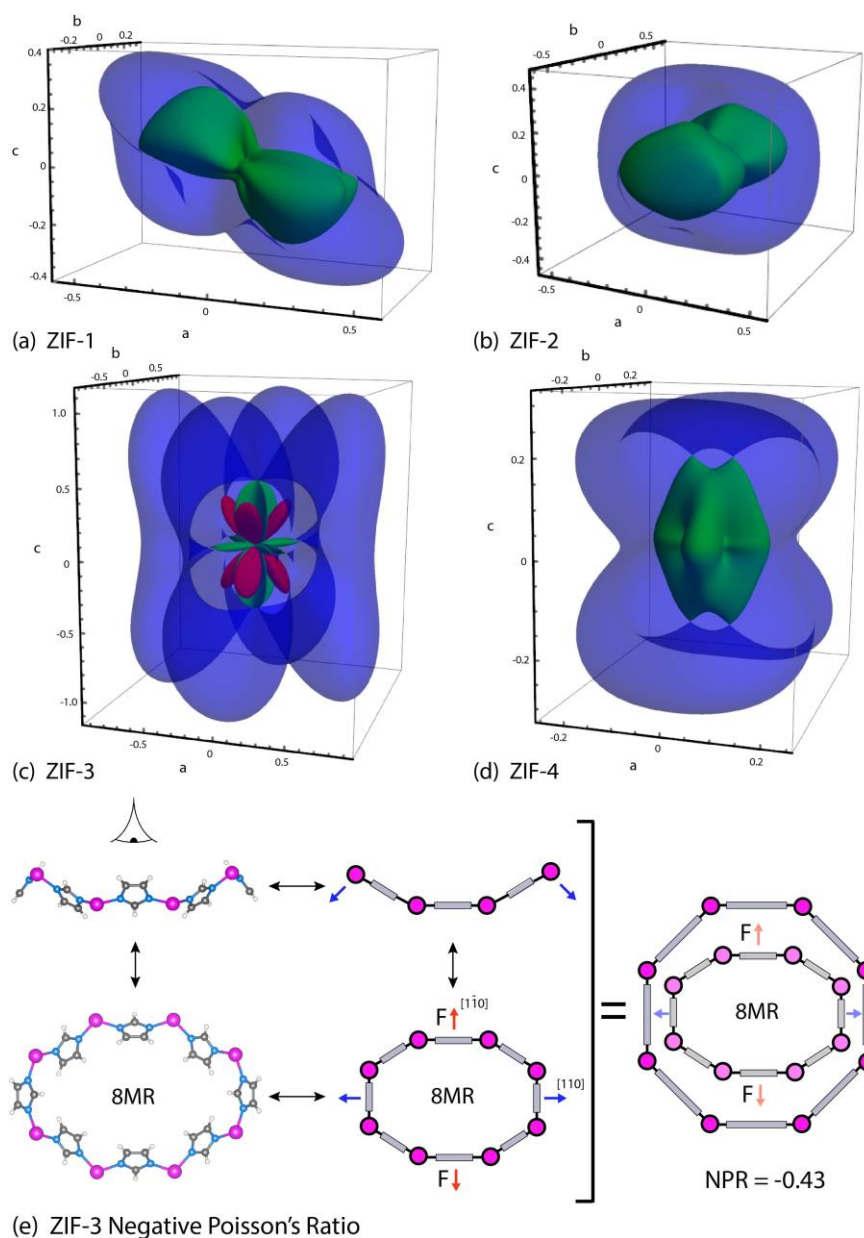 b
-0.2 0 0.2
0.4
0.2
c
0
-0.2
-0.4
-0.5
0
0.5
a
(a) ZIF-1
b
-0.5
0
0.5
0.4
0.2
c
0
-0.2
-0.4
-0.5
0
0.5
a
(b) ZIF-2
b
-0.5 0 0.5
1.0
0.5
c
0
-0.5
-1.0
-0.5
0
0.5
a
(c) ZIF-3
b
-0.2 0 0.2
0.2
c
0
-0.2
-0.2
0
0.2
a
(d) ZIF-4
8MR
F
[11̄0]
8MR
[110]
F
=
F
8MR
F
NPR = -0.43
(e) ZIF-3 Negative Poisson's Ratio